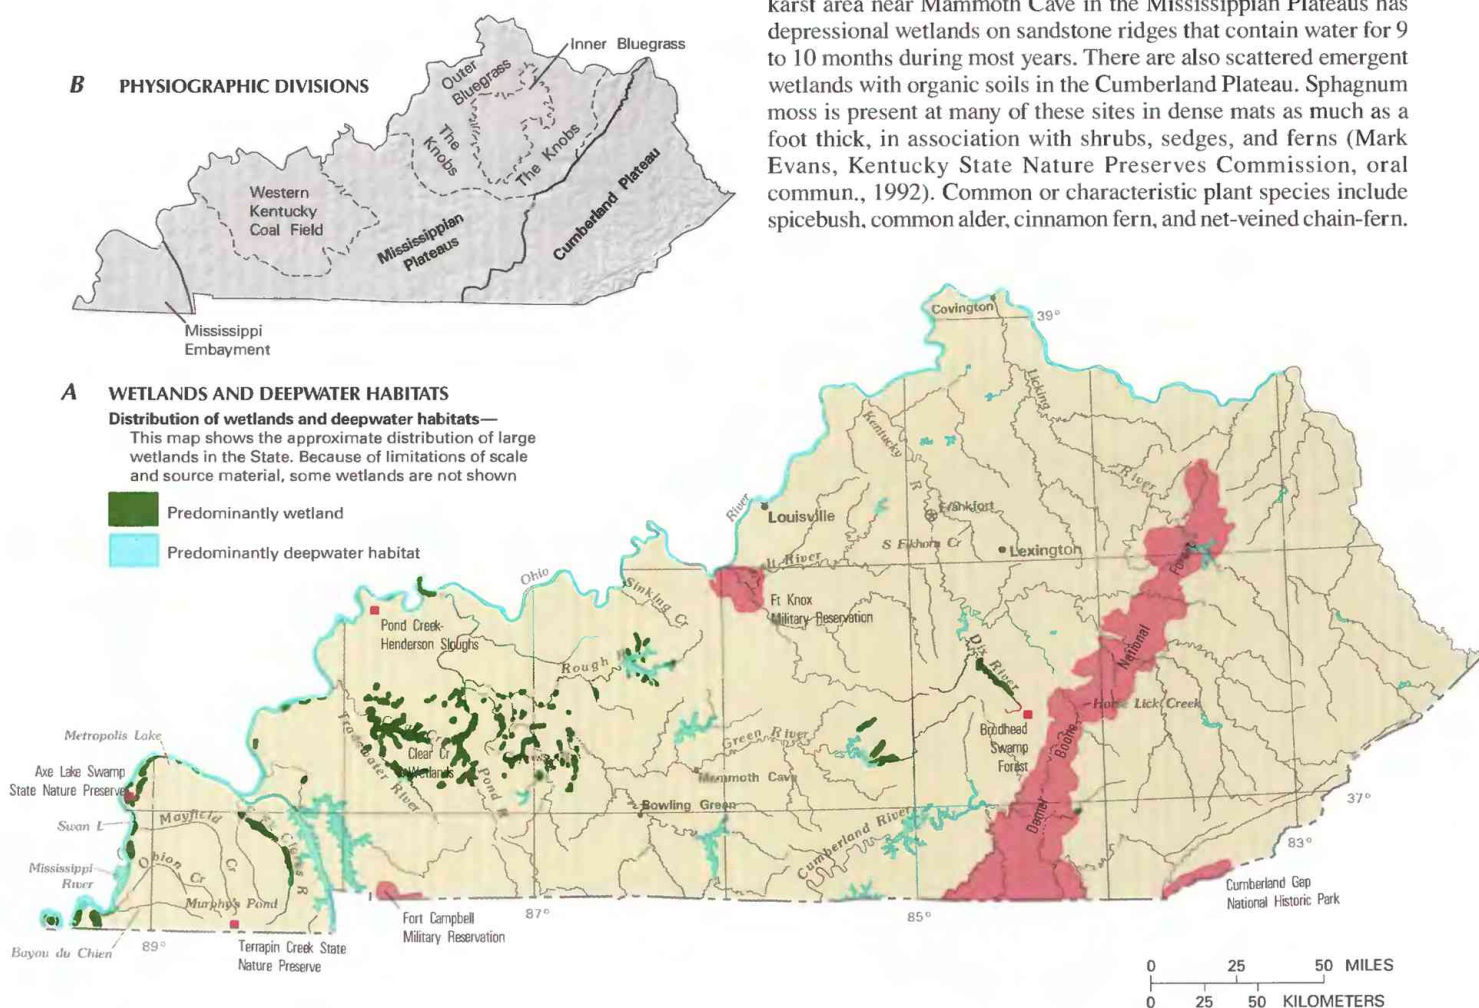 karst area near Mammoth Cave in the Mississippian Plateaus has
depressional wetlands on sandstone ridges that contain water for 9
to 10 months during most years. There are also scattered emergent
wetlands with organic soils in the Cumberland Plateau. Sphagnum
moss is present at many of these sites in dense mats as much as a
foot thick, in association with shrubs, sedges, and ferns (Mark
Evans, Kentucky State Nature Preserves Commission, oral
commun., 1992). Common or characteristic plant species include
spicebush, common alder, cinnamon fern, and net-veined chain-fern.
B PHYSIOGRAPHIC DIVISIONS
Inner Bluegrass
Outer
Bluegrass
The
Knobs
The Knobs
Western
Kentucky
Coal Field
Mississippian
Plateaus
Cumberland Plateau
Mississippi
Embayment
A WETLANDS AND DEEPWATER HABITATS
Distribution of wetlands and deepwater habitats—
This map shows the approximate distribution of large
wetlands in the State. Because of limitations of scale
and source material, some wetlands are not shown
Predominantly wetland
Predominantly deepwater habitat
Covington
39°
Licking
River
Kentucky
R
River
Louisville
Frankfort
S Elkhorn Cr
Lexington
River
Ft Knox
Military Reservation
Ohio
Sinking Cr
Pond Creek-
Henderson Sloughs
Rough
Dix River
Forest
National
Boone
Daniel
Lick Creek
Brodhead
Swamp
Forest
Green River
Mammoth Cave
Bowling Green
Cumberland River
Tradewater River
Clear Cr
Wetlands
Pond R
Metropolis Lake
Axe Lake Swamp
State Nature Preserve
Swan L
Mayfield
Cr
Obion
Cr
Clarks R
Mississippi
River
Murphy's Pond
Bayou du Chien
89°
Terrapin Creek State
Nature Preserve
Fort Campbell
Military Reservation
87°
85°
37°
83°
Cumberland Gap
National Historic Park
0 25 50 MILES
0 25 50 KILOMETERS